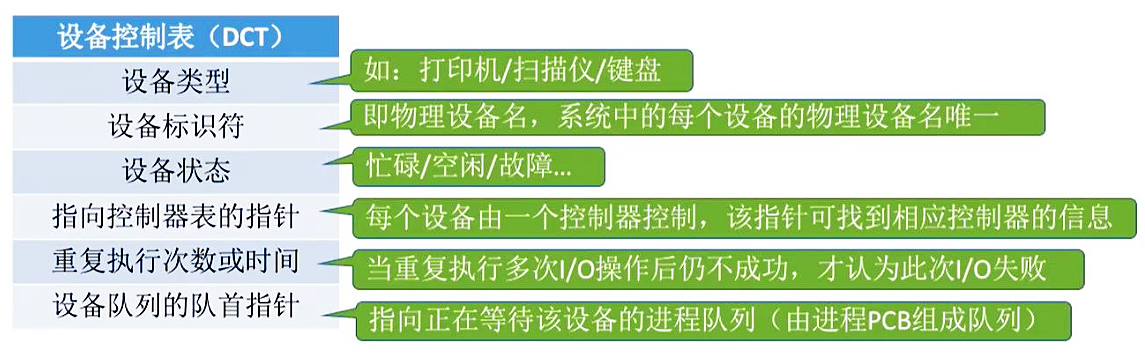 设备控制表（DCT）
设备类型
如：打印机/扫描仪/键盘
设备标识符
即物理设备名，系统中的每个设备的物理设备名唯一
设备状态
忙碌/空闲/故障...
指向控制器表的指针
每个设备由一个控制器控制，该指针可找到相应控制器的信息
重复执行次数或时间
当重复执行多次I/O操作后仍不成功，才认为此次I/O失败
设备队列的队首指针
指向正在等待该设备的进程队列（由进程PCB组成队列）